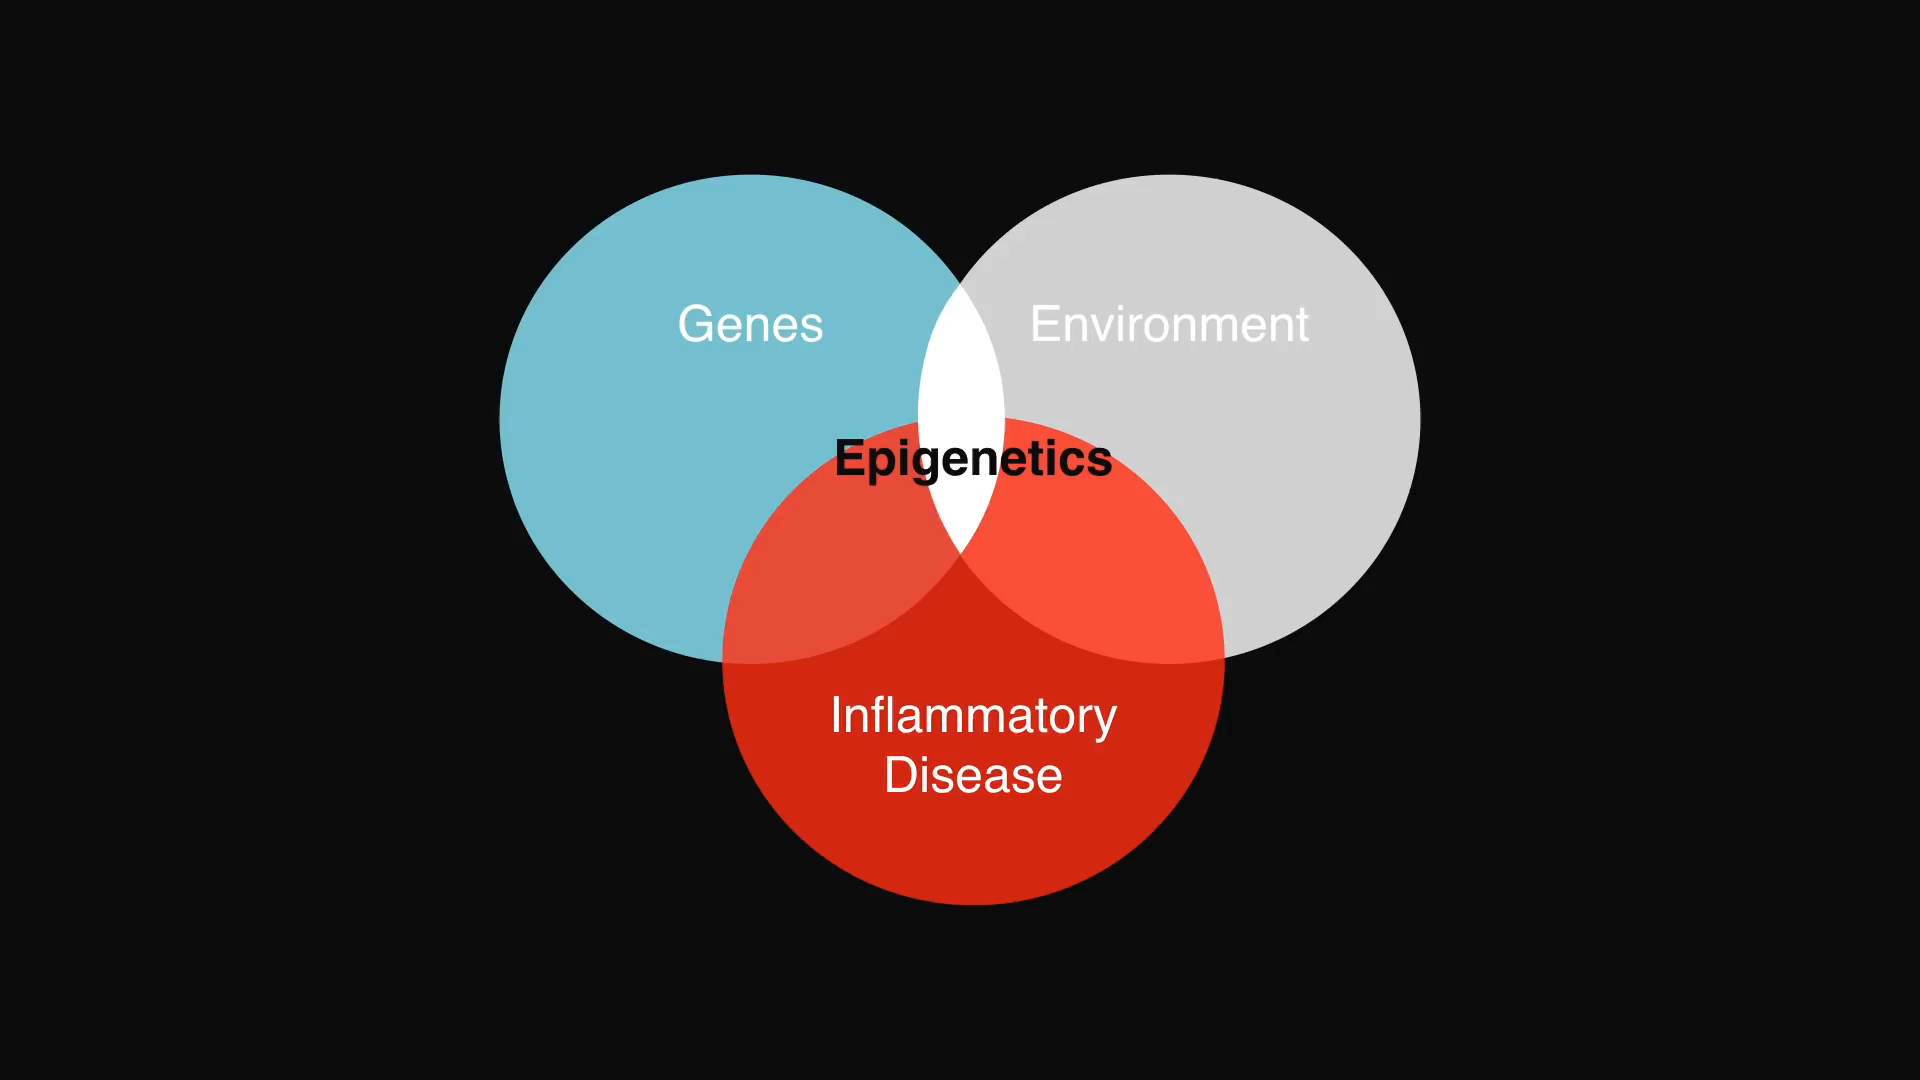 Genes
Environment
Epigenetics
Inflammatory
Disease